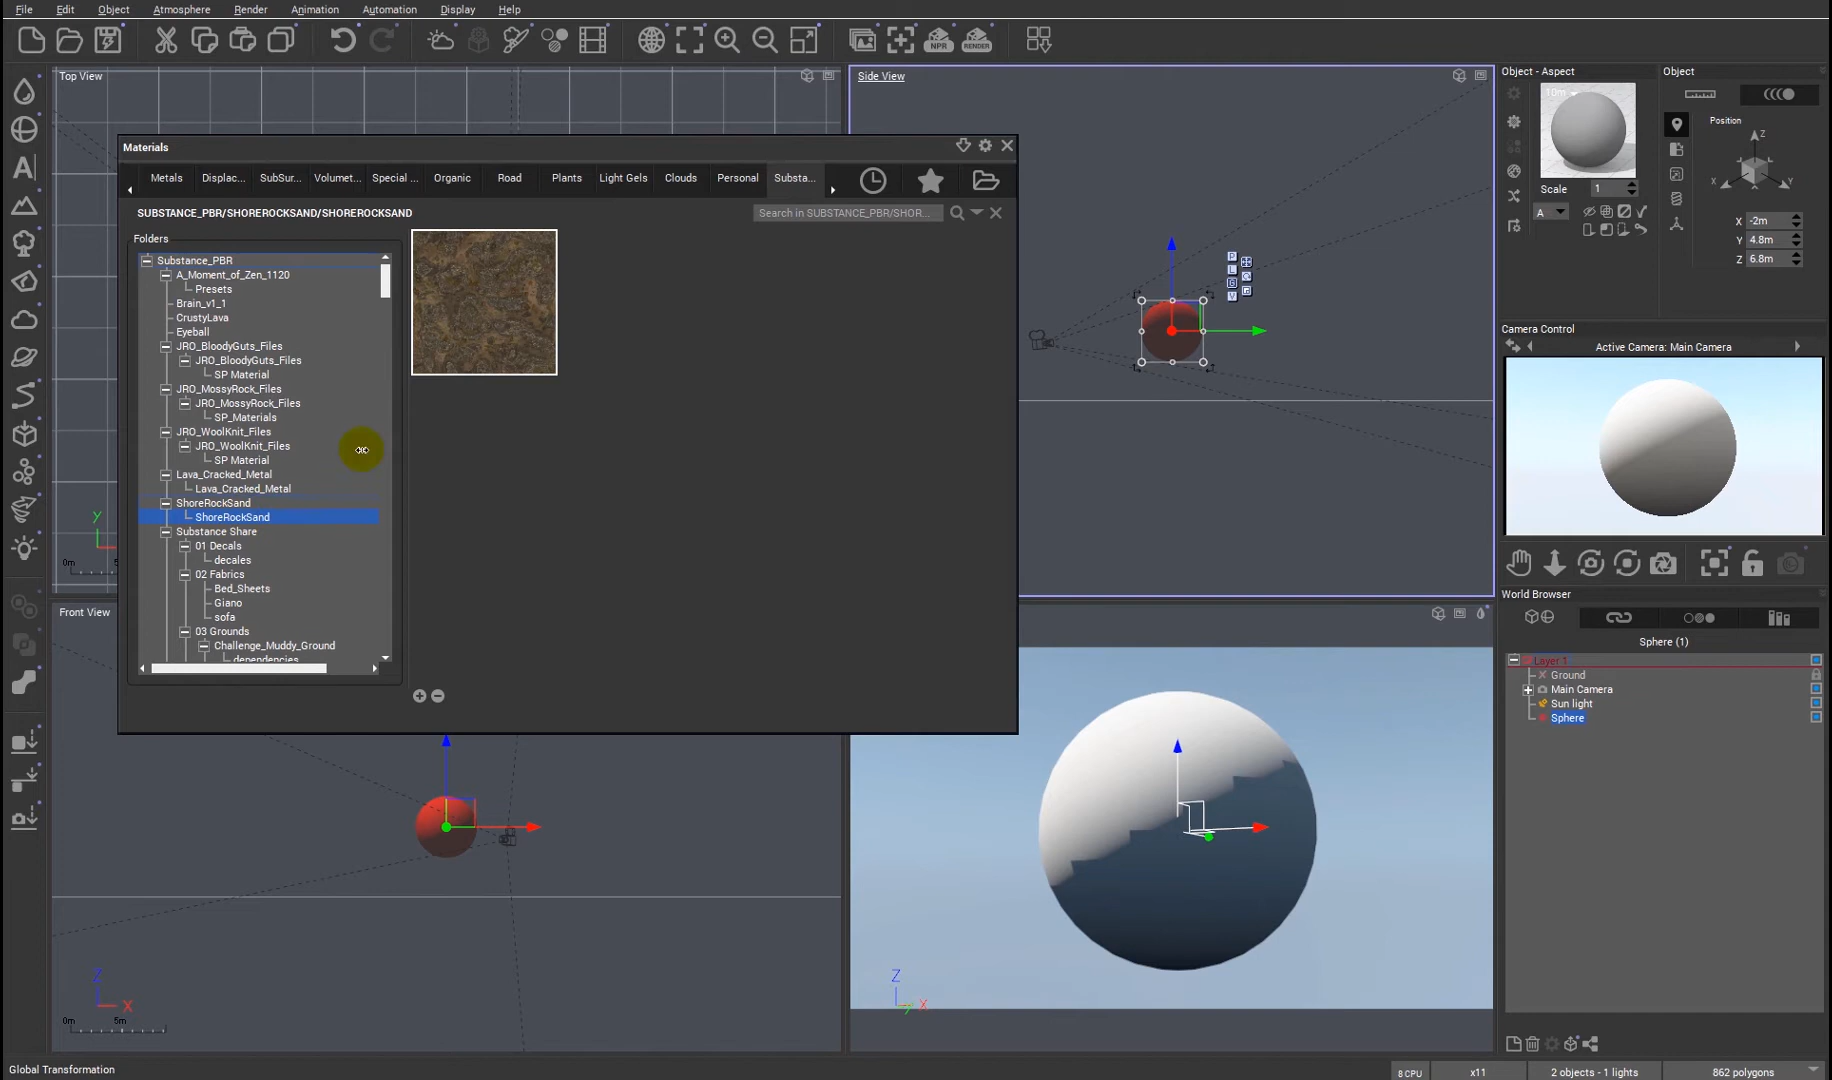 File Edit Object Atmosphere Render Animation Automation Display Help
Top View
Side View
Front View
Materials
Metals Displac... SubSur... Volumet... Special ... Organic Road Plants Light Gels Clouds Personal Substa...
SUBSTANCE_PBR/SHOREROCKSAND/SHOREROCKSAND
Search in SUBSTANCE_PBR/SHOR...
Folders
Substance_PBR
A_Moment_of_Zen_1120
Presets
Brain_v1_1
CrustyLava
Eyeball
JRO_BloodyGuts_Files
JRO_BloodyGuts_Files
SP Material
JRO_MossyRock_Files
JRO_MossyRock_Files
SP_Materials
JRO_WoolKnit_Files
JRO_WoolKnit_Files
SP Material
Lava_Cracked_Metal
Lava_Cracked_Metal
ShoreRockSand
ShoreRockSand
Substance Share
01 Decals
decales
02 Fabrics
Bed_Sheets
Giano
sofa
03 Grounds
Challenge_Muddy_Ground
dependencies
Y
0m
Z
X
0m 5m
Z
X
NPR
RENDER
Object - Aspect
10m
Scale 1
A
Object
Position
Z
X Y
X -2m
Y 4.8m
Z 6.8m
Camera Control
Active Camera: Main Camera
World Browser
Sphere (1)
Layer 1
Ground
Main Camera
Sun light
Sphere
Global Transformation
8 CPU x11 2 objects - 1 lights 862 polygons